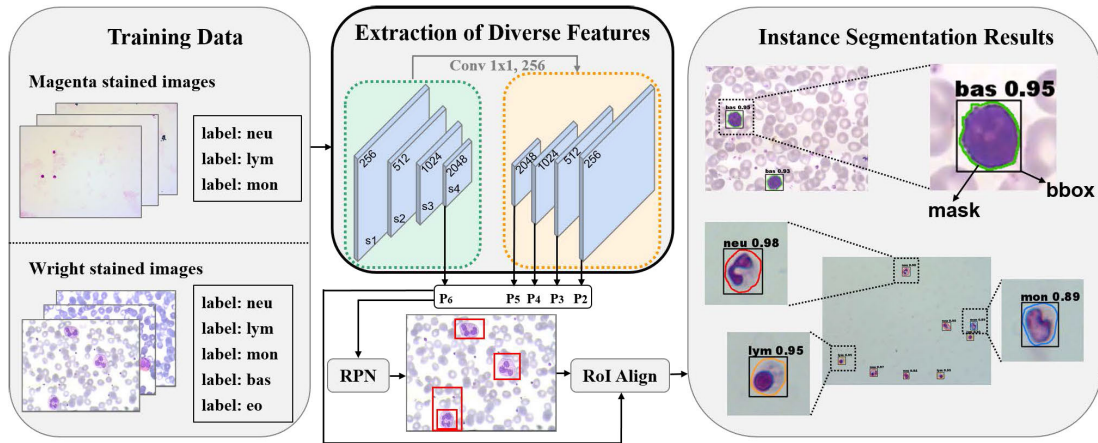 Training Data
Magenta stained images
label: neu
label: lym
label: mon
Wright stained images
label: neu
label: lym
label: mon
label: bas
label: eo
Extraction of Diverse Features
Conv 1x1, 256
256
512
1024
2048
s1
s2
s3
s4
2048
1024
512
256
P6
P5
P4
P3
P2
RPN
RoI Align
Instance Segmentation Results
bas 0.95
bas 0.93
bas 0.95
mask
bbox
neu 0.98
mon 0.89
lym 0.95